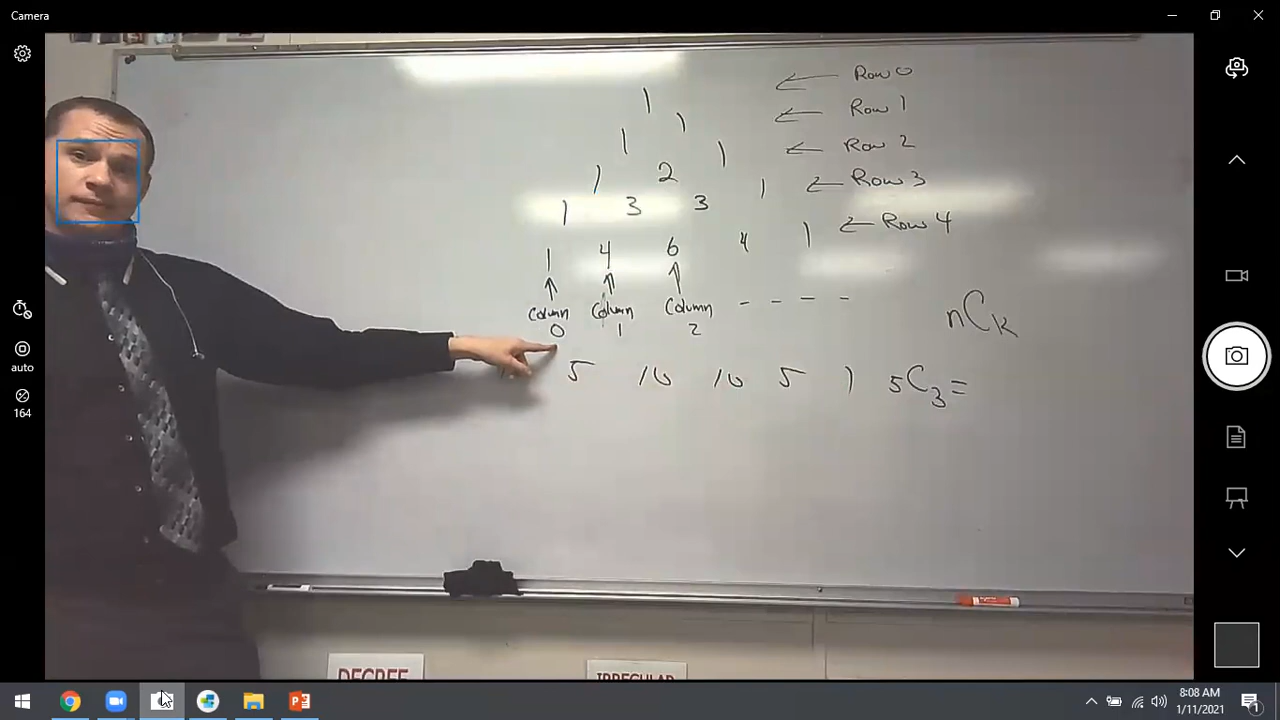 Camera
← Row 0
1
← Row 1
1 1
← Row 2
1 2 1
← Row 3
1 3 3 1
← Row 4
1 4 6 4 1
↑ ↑ ↑
Column Column Column - - - -
0 1 2
nCk
5 10 10 5 1 5C3=
auto
164
DEGREE
IRREGULAR
8:08 AM
1/11/2021